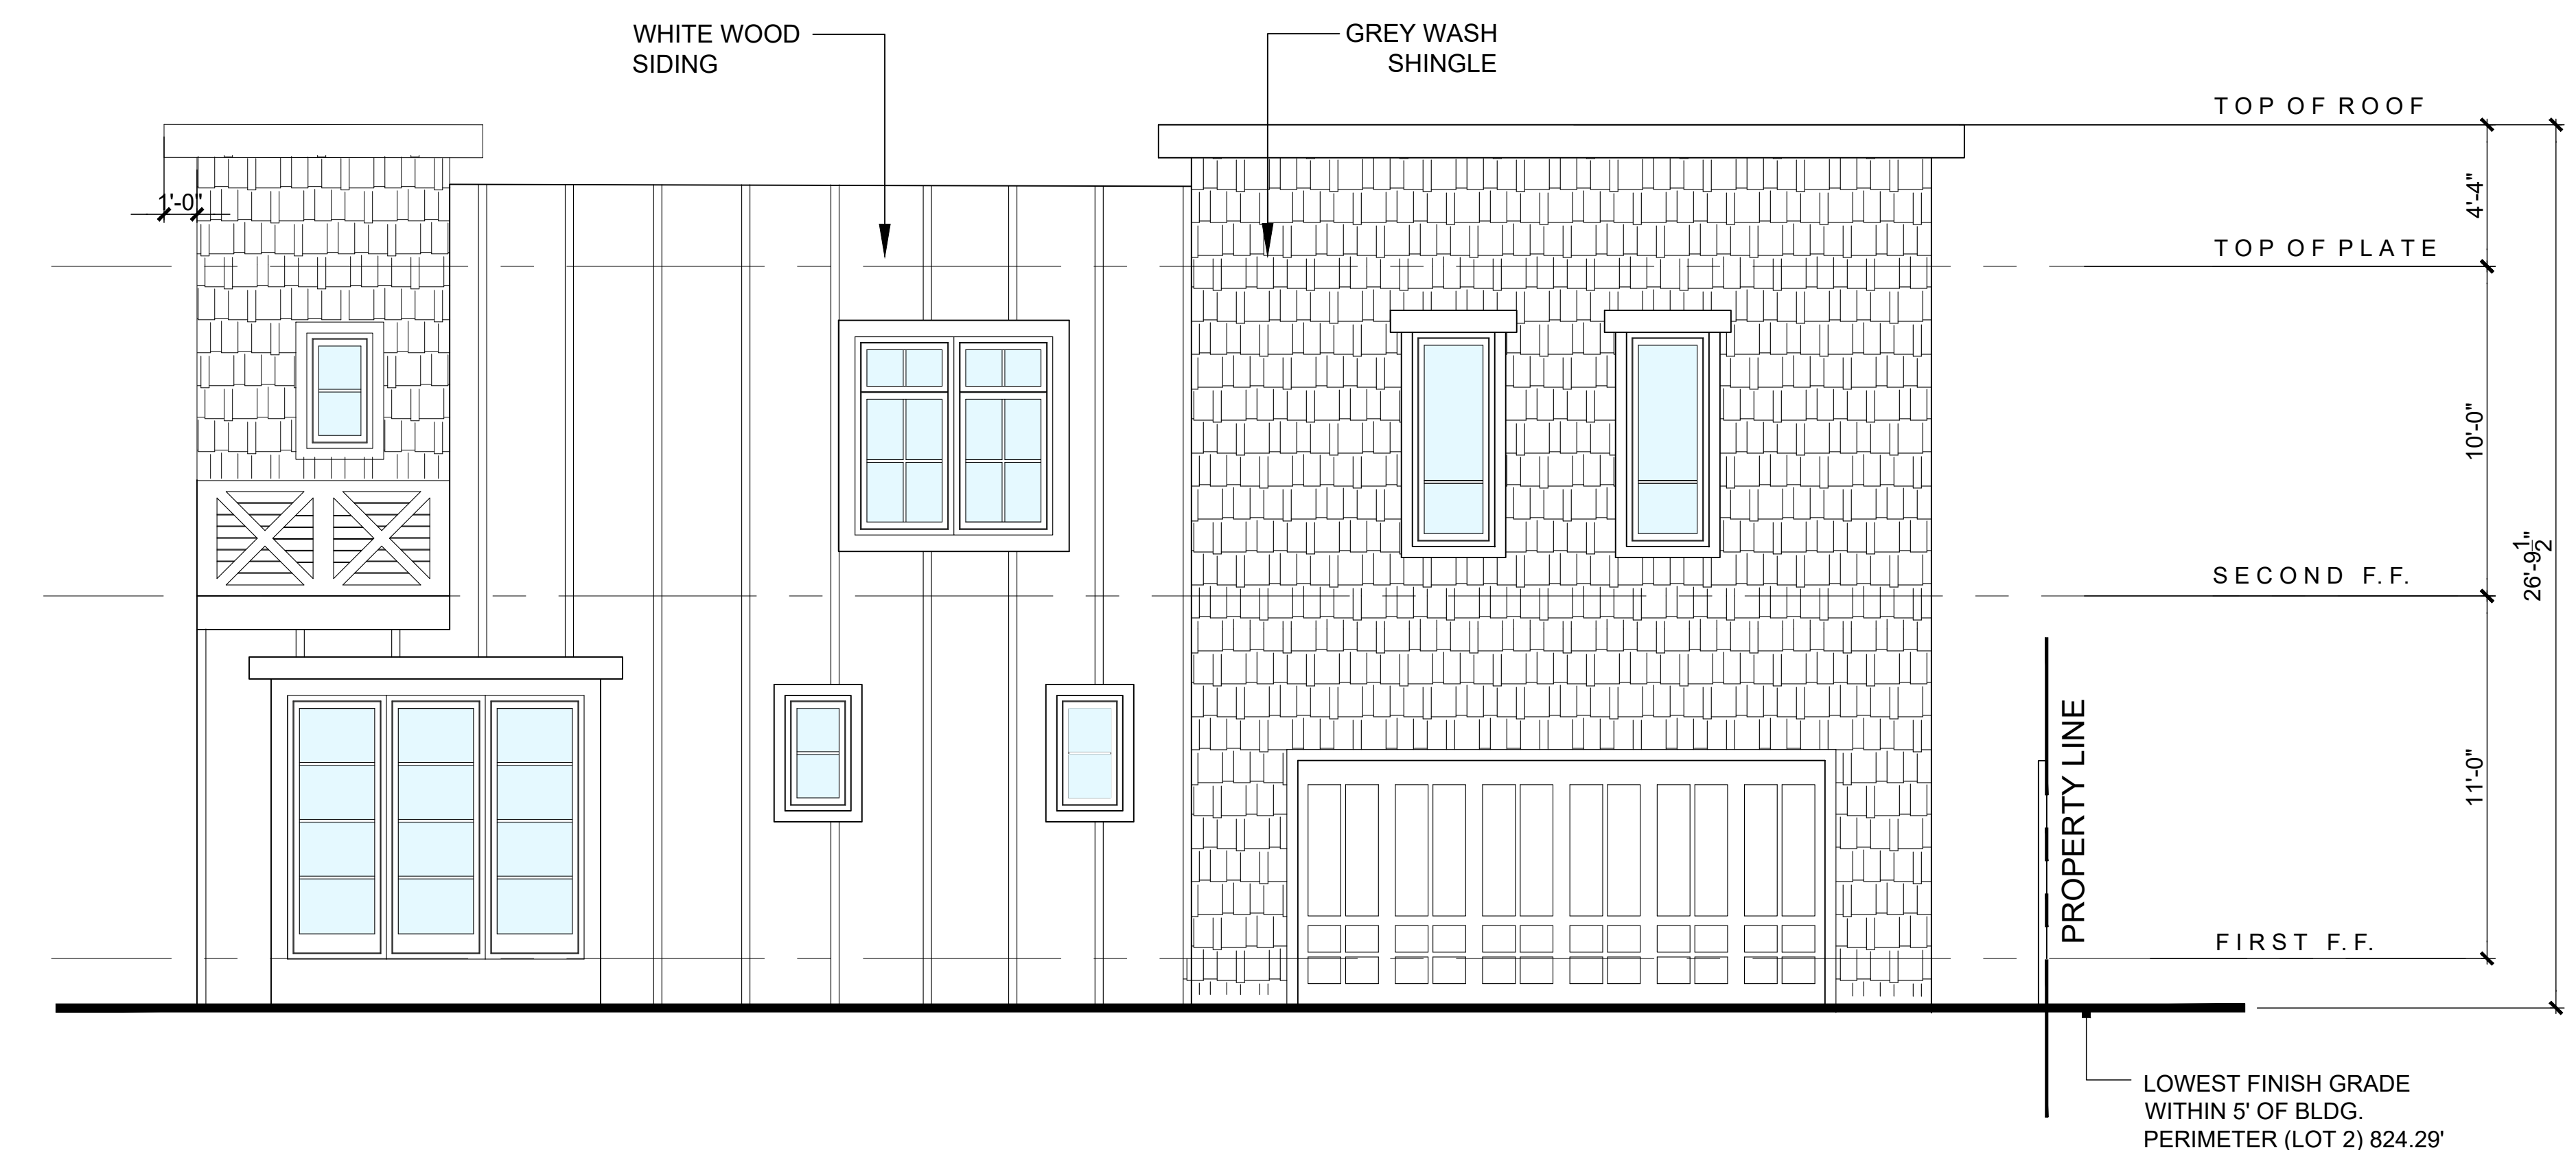 WHITE WOOD
SIDING
GREY WASH
SHINGLE
TOP OF ROOF
4'-4"
1'-0"
TOP OF PLATE
10'-0"
26'-9 1/2"
SECOND F.F.
11'-0"
PROPERTY LINE
FIRST F.F.
LOWEST FINISH GRADE
WITHIN 5' OF BLDG.
PERIMETER (LOT 2) 824.29'